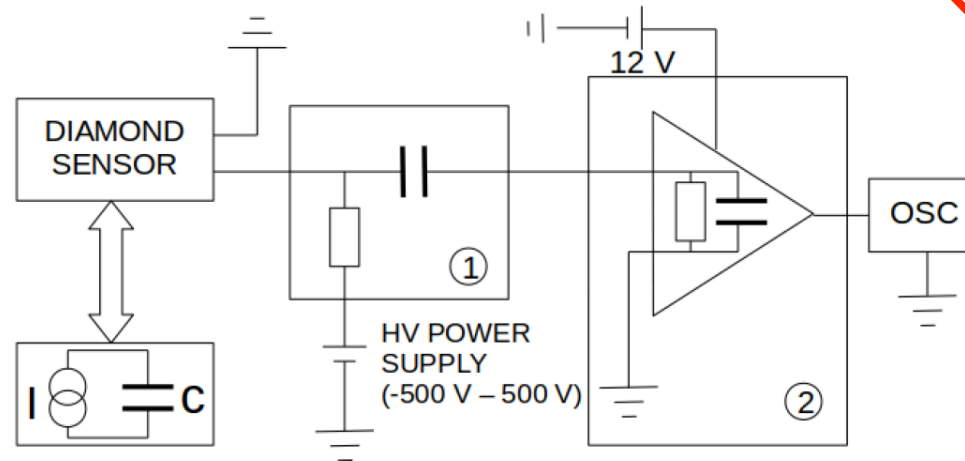 12 V
DIAMOND
SENSOR
1
OSC
HV POWER
SUPPLY
(-500 V – 500 V)
I
C
2